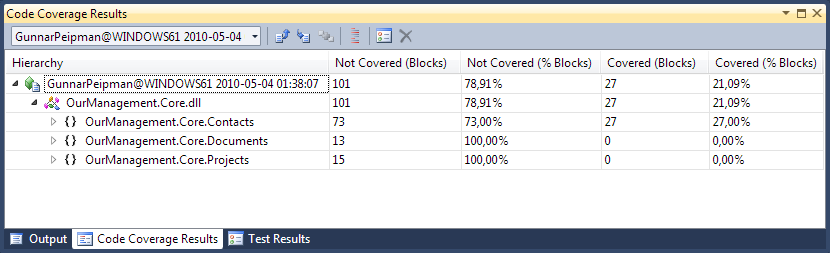 Code Coverage Results
GunnarPeipman@WINDOWS61 2010-05-04
Hierarchy Not Covered (Blocks) Not Covered (% Blocks) Covered (Blocks) Covered (% Blocks)
GunnarPeipman@WINDOWS61 2010-05-04 01:38:07 101 78,91% 27 21,09%
OurManagement.Core.dll 101 78,91% 27 21,09%
{} OurManagement.Core.Contacts 73 73,00% 27 27,00%
{} OurManagement.Core.Documents 13 100,00% 0 0,00%
{} OurManagement.Core.Projects 15 100,00% 0 0,00%
Output Code Coverage Results Test Results